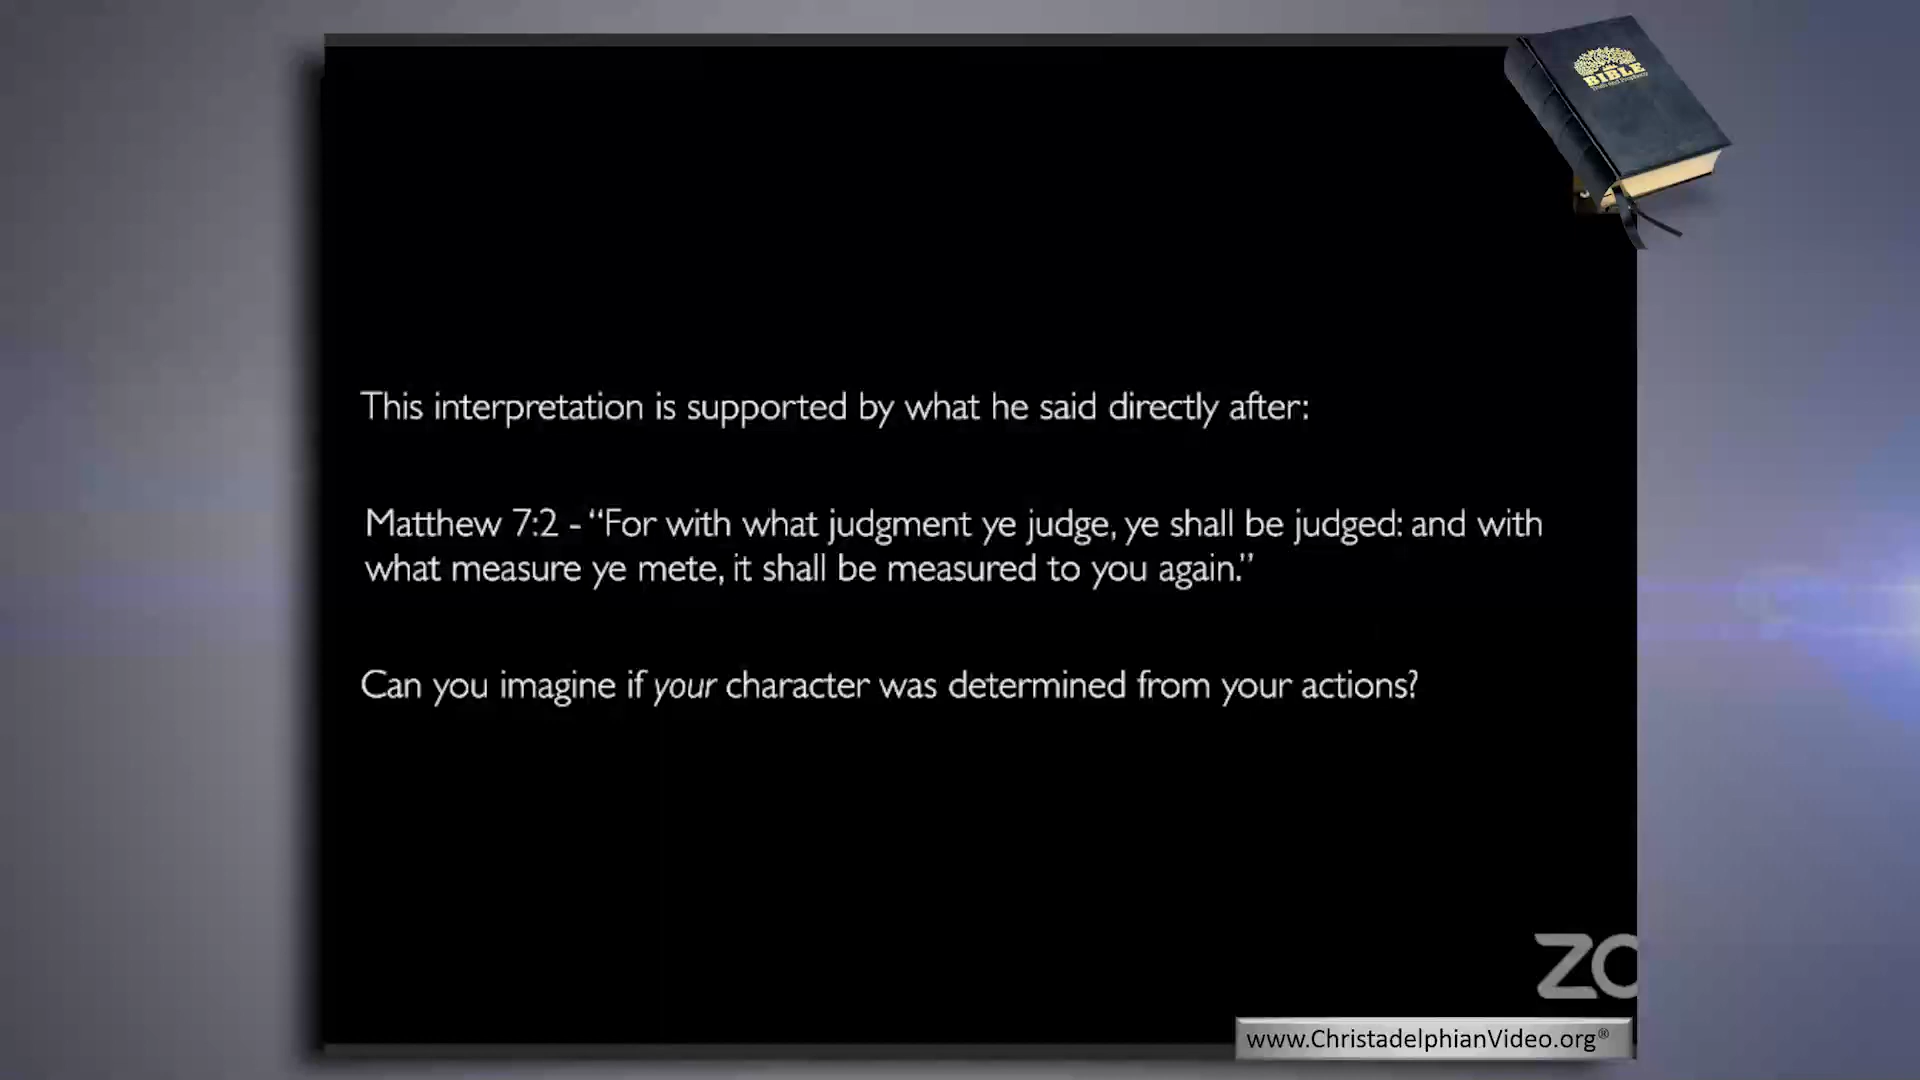 BIBLE
This interpretation is supported by what he said directly after:
Matthew 7:2 - “For with what judgment ye judge, ye shall be judged: and with
what measure ye mete, it shall be measured to you again.”
Can you imagine if your character was determined from your actions?
ZO
www.ChristadelphianVideo.org®